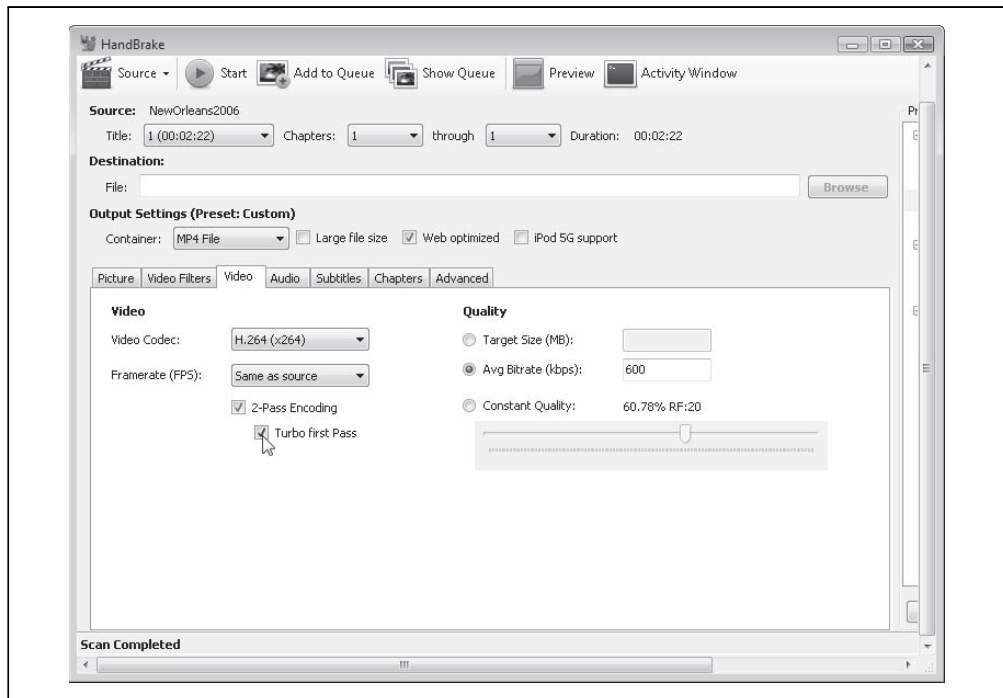 HandBrake
Source Start Add to Queue Show Queue Preview Activity Window
Source: NewOrleans2006
Title: 1 (00:02:22) Chapters: 1 through 1 Duration: 00:02:22
Destination:
File: Browse
Output Settings (Preset: Custom)
Container: MP4 File Large file size Web optimized iPod 5G support
Picture Video Filters Video Audio Subtitles Chapters Advanced
Video Quality
Video Codec: H.264 (x264) Target Size (MB):
Framerate (FPS): Same as source Avg Bitrate (kbps): 600
2-Pass Encoding Constant Quality: 60.78% RF:20
Turbo first Pass
Scan Completed